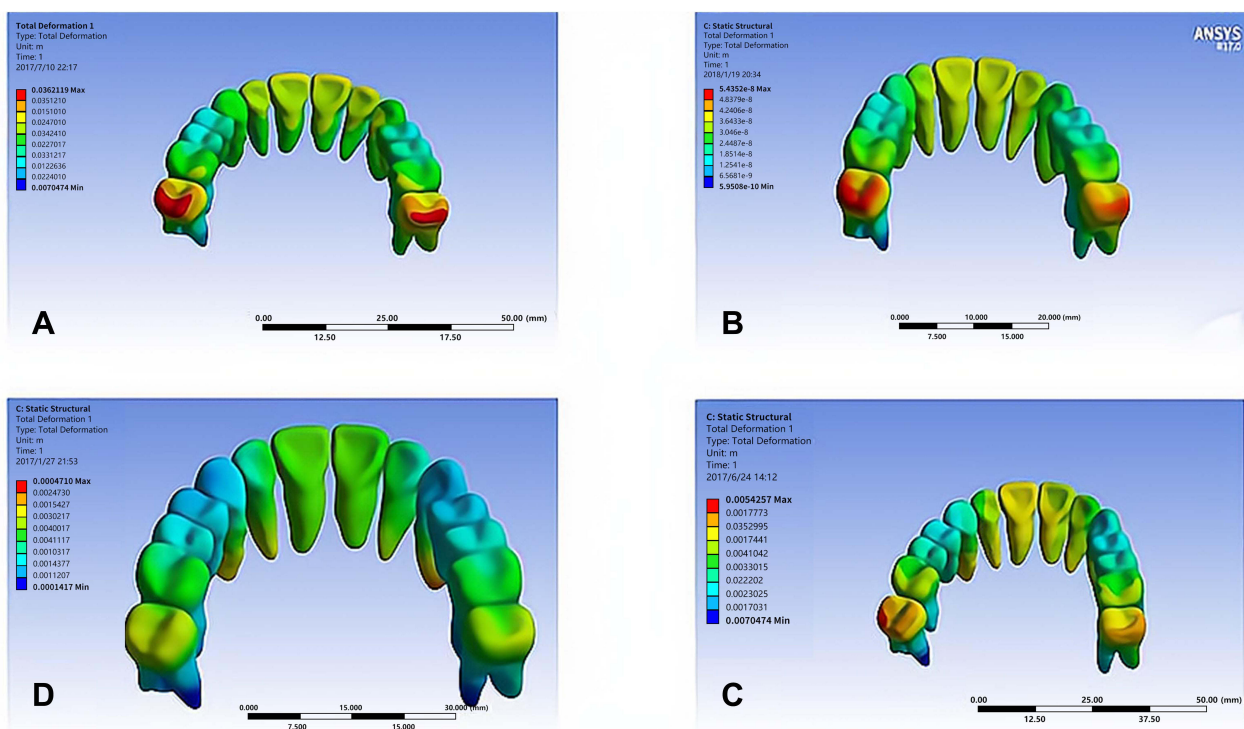 Total Deformation 1
Type: Total Deformation
Unit: m
Time: 1
2017/7/10 22:17
0.0362119 Max
0.0351210
0.0151010
0.0247010
0.0342410
0.0227017
0.0331217
0.0122636
0.0224010
0.0070474 Min
0.00 25.00 50.00 (mm)
12.50 17.50
A
C: Static Structural
Total Deformation 1
Type: Total Deformation
Unit: m
Time: 1
2018/1/19 20:34
5.4352e-8 Max
4.8379e-8
4.2406e-8
3.6433e-8
3.046e-8
2.4487e-8
1.8514e-8
1.2541e-8
6.5681e-9
5.9508e-10 Min
ANSYS
R17.0
0.000 10.000 20.000 (mm)
7.500 15.000
B
C: Static Structural
Total Deformation 1
Type: Total Deformation
Unit: m
Time: 1
2017/1/27 21:53
0.0004710 Max
0.0024730
0.0015427
0.0030217
0.0040017
0.0041117
0.0010317
0.0014377
0.0011207
0.0001417 Min
0.000 15.000 30.000 (mm)
7.500 15.000
D
C: Static Structural
Total Deformation 1
Type: Total Deformation
Unit: m
Time: 1
2017/6/24 14:12
0.0054257 Max
0.0017773
0.0352995
0.0017441
0.0041042
0.0033015
0.022202
0.0023025
0.0017031
0.0070474 Min
0.00 25.00 50.00 (mm)
12.50 37.50
C